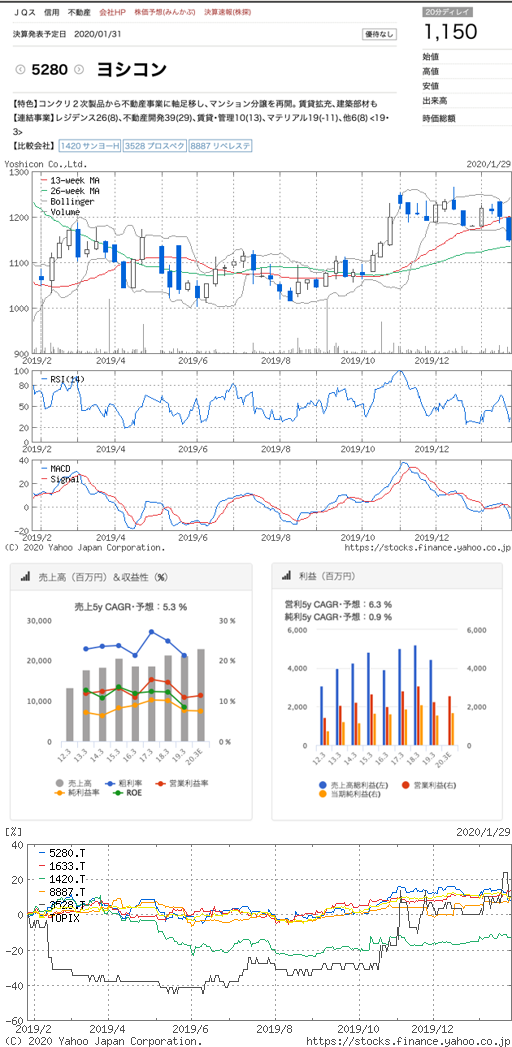 JQス 信用 不動産 会社HP 株価予想(みんかぶ) 決算速報(株探)
20分ディレイ
1,150
決算発表予定日 2020/01/31
優待なし
5280 ヨシコン
始値
高値
安値
出来高
時価総額
【特色】コンクリ2次製品から不動産事業に軸足移し、マンション分譲を再開。賃貸拡充、建築部材も
【連結事業】レジデンス26(8)、不動産開発39(29)、賃貸・管理10(13)、マテリアル19(-11)、他6(8) <19・
3>
【比較会社】 1420 サンヨーH 3528 プロスペク 8887 リベレステ
Yoshicon Co.,Ltd. 2020/1/29
1300
1200
1100
1000
900
13-week MA
26-week MA
Bollinger
Volume
2019/2 2019/4 2019/6 2019/8 2019/10 2019/12
100
80
60
40
20
0
RSI(14)
2019/2 2019/4 2019/6 2019/8 2019/10 2019/12
40
20
0
-20
MACD
Signal
2019/2 2019/4 2019/6 2019/8 2019/10 2019/12
(C) 2020 Yahoo Japan Corporation. https://stocks.finance.yahoo.co.jp
売上高（百万円）＆収益性（%）
売上5y CAGR・予想：5.3 %
30,000 30 %
20,000 20 %
10,000 10 %
0 0 %
12.3 13.3 14.3 15.3 16.3 17.3 18.3 19.3 20.3E
売上高 粗利率 営業利益率
純利益率 ROE
利益（百万円）
営利5y CAGR・予想：6.3 %
純利5y CAGR・予想：0.9 %
6,000 6,000
4,000 4,000
2,000 2,000
0 0
12.3 13.3 14.3 15.3 16.3 17.3 18.3 19.3 20.3E
売上高総利益(左) 営業利益(右)
当期純利益(右)
[%] 2020/1/29
40
20
0
-20
-40
-60
5280.T
1633.T
1420.T
8887.T
3528.T
TOPIX
2019/2 2019/4 2019/6 2019/8 2019/10 2019/12
(C) 2020 Yahoo Japan Corporation. https://stocks.finance.yahoo.co.jp